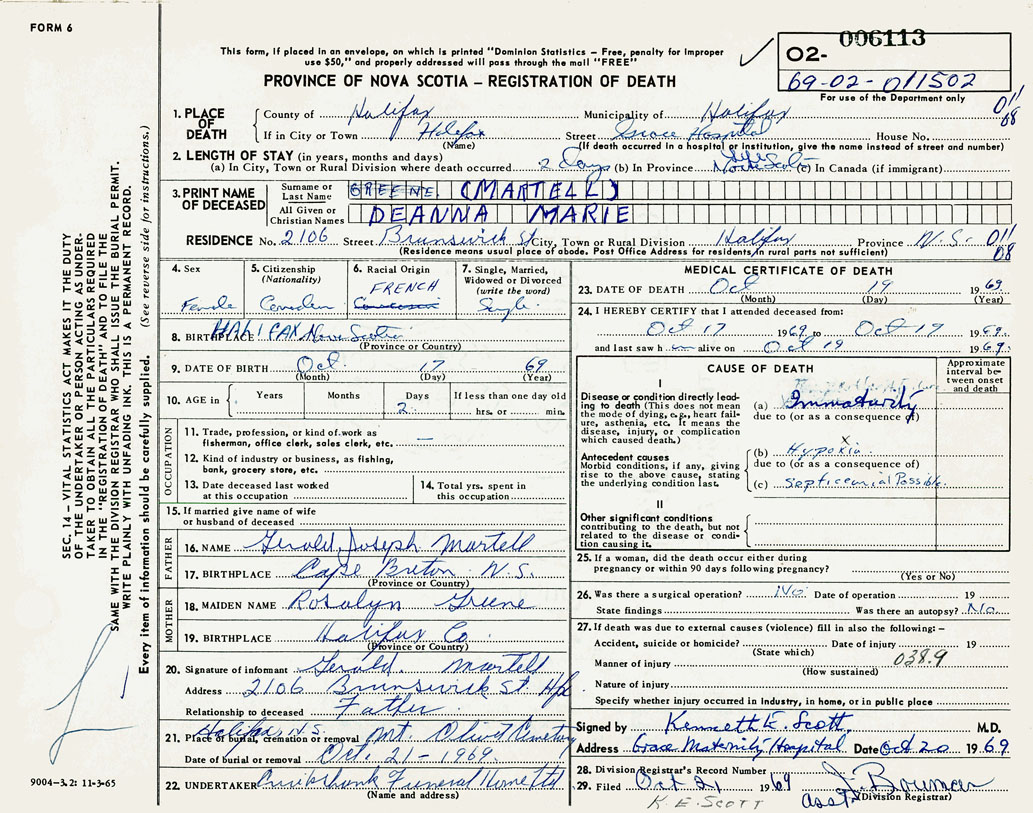 FORM 6
This form, if placed in an envelope, on which is printed "Dominion Statistics – Free, penalty for improper
use $50," and properly addressed will pass through the mail "FREE"
PROVINCE OF NOVA SCOTIA – REGISTRATION OF DEATH
02- 006113
69-02-011502
For use of the Department only
011
08
1. PLACE OF DEATH
County of Halifax Municipality of Halifax
If in City or Town Halifax Street Grace Hospital House No.
(Name) (If death occurred in a hospital or institution, give the name instead of street and number)
2. LENGTH OF STAY (in years, months and days)
(a) In City, Town or Rural Division where death occurred 2 days (b) In Province Life Nova Scotia (c) In Canada (if immigrant)
3. PRINT NAME OF DECEASED
Surname or Last Name GREENE (MARTELL)
All Given or Christian Names DEANNA MARIE
RESIDENCE No. 2106 Street Brunswick St City, Town or Rural Division Halifax Province N.S. 011
08
(Residence means usual place of abode. Post Office Address for residents in rural parts not sufficient)
4. Sex
Female
5. Citizenship
(Nationality)
Canadian
6. Racial Origin
FRENCH
Caucasian
7. Single, Married,
Widowed or Divorced
(write the word)
Single
8. BIRTHPLACE HALIFAX Nova Scotia
(Province or Country)
9. DATE OF BIRTH Oct 17 69
(Month) (Day) (Year)
10. AGE in Years Months Days 2 If less than one day old
hrs. or min.
OCCUPATION
11. Trade, profession, or kind of work as
fisherman, office clerk, sales clerk, etc. —
12. Kind of industry or business, as fishing,
bank, grocery store, etc.
13. Date deceased last worked
at this occupation
14. Total yrs. spent in
this occupation
15. If married give name of wife
or husband of deceased
FATHER
16. NAME Gerald Joseph Martell
17. BIRTHPLACE Cape Breton N.S.
(Province or Country)
MOTHER
18. MAIDEN NAME Rosalyn Greene
19. BIRTHPLACE Halifax Co.
(Province or Country)
20. Signature of informant Gerald Martell
Address 2106 Brunswick St Hfx
Relationship to deceased Father
21. Place of burial, cremation or removal Halifax N.S. Mt. Olivet Cemetery
Date of burial or removal Oct. 21 – 1969
22. UNDERTAKER Cruikshank Funeral Home
(Name and address)
MEDICAL CERTIFICATE OF DEATH
23. DATE OF DEATH Oct 19 1969
(Month) (Day) (Year)
24. I HEREBY CERTIFY that I attended deceased from:
Oct 17 1969 to Oct 17 1969
and last saw h alive on Oct 19 1969
CAUSE OF DEATH
Approximate interval between onset and death
I
Disease or condition directly leading to death (This does not mean mode of dying, e.g., heart failure, asthenia, etc. It means the disease, injury, or complication which caused death.)
(a) Immaturity
due to (or as a consequence of)
Antecedent causes
Morbid conditions, if any, giving rise to the above cause, stating the underlying condition last.
X
(b) Hypoxia
due to (or as a consequence of)
(c) Septicemia Possible
II
Other significant conditions
contributing to the death, but not
related to the disease or condition causing it.
25. If a woman, did the death occur either during
pregnancy or within 90 days following pregnancy?
(Yes or No)
26. Was there a surgical operation? No. Date of operation 19
State findings Was there an autopsy? No.
27. If death was due to external causes (violence) fill in also the following: –
Accident, suicide or homicide? Date of injury 19
(State which)
Manner of injury 038.9
(How sustained)
Nature of injury
Specify whether injury occurred in Industry, in home, or in public place
Signed by Kenneth E. Scott. M.D.
Address Grace Maternity Hospital Date Oct 20 1969
28. Division Registrar's Record Number
29. Filed Oct 21 1969
(Division Registrar)
K. E. SCOTT
Asst
SEC. 14 – VITAL STATISTICS ACT MAKES IT THE DUTY
OF THE UNDERTAKER OR PERSON ACTING AS UNDER-
TAKER TO OBTAIN ALL THE PARTICULARS REQUIRED
IN THE "REGISTRATION OF DEATH" AND TO FILE THE
SAME WITH THE DIVISION REGISTRAR WHO SHALL ISSUE THE BURIAL PERMIT.
WRITE PLAINLY WITH UNFADING INK. THIS IS A PERMANENT RECORD.
Every item of information should be carefully supplied. (See reverse side for instructions.)
9004–3.2: 11-3-65